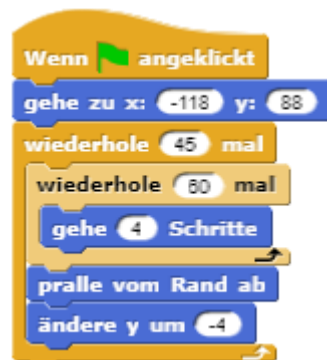 Wenn angeklickt
gehe zu x: -118 y: 88
wiederhole 45 mal
wiederhole 60 mal
gehe 4 Schritte
pralle vom Rand ab
ändere y um -4